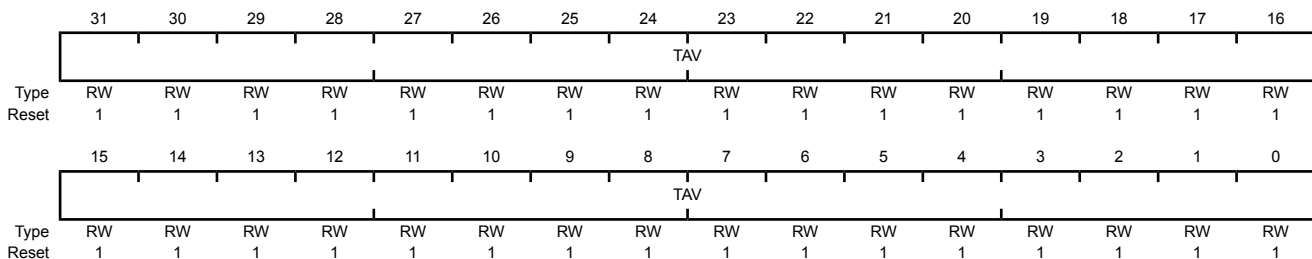 31 30 29 28 27 26 25 24 23 22 21 20 19 18 17 16
TAV
Type RW RW RW RW RW RW RW RW RW RW RW RW RW RW RW RW
Reset 1 1 1 1 1 1 1 1 1 1 1 1 1 1 1 1
15 14 13 12 11 10 9 8 7 6 5 4 3 2 1 0
TAV
Type RW RW RW RW RW RW RW RW RW RW RW RW RW RW RW RW
Reset 1 1 1 1 1 1 1 1 1 1 1 1 1 1 1 1